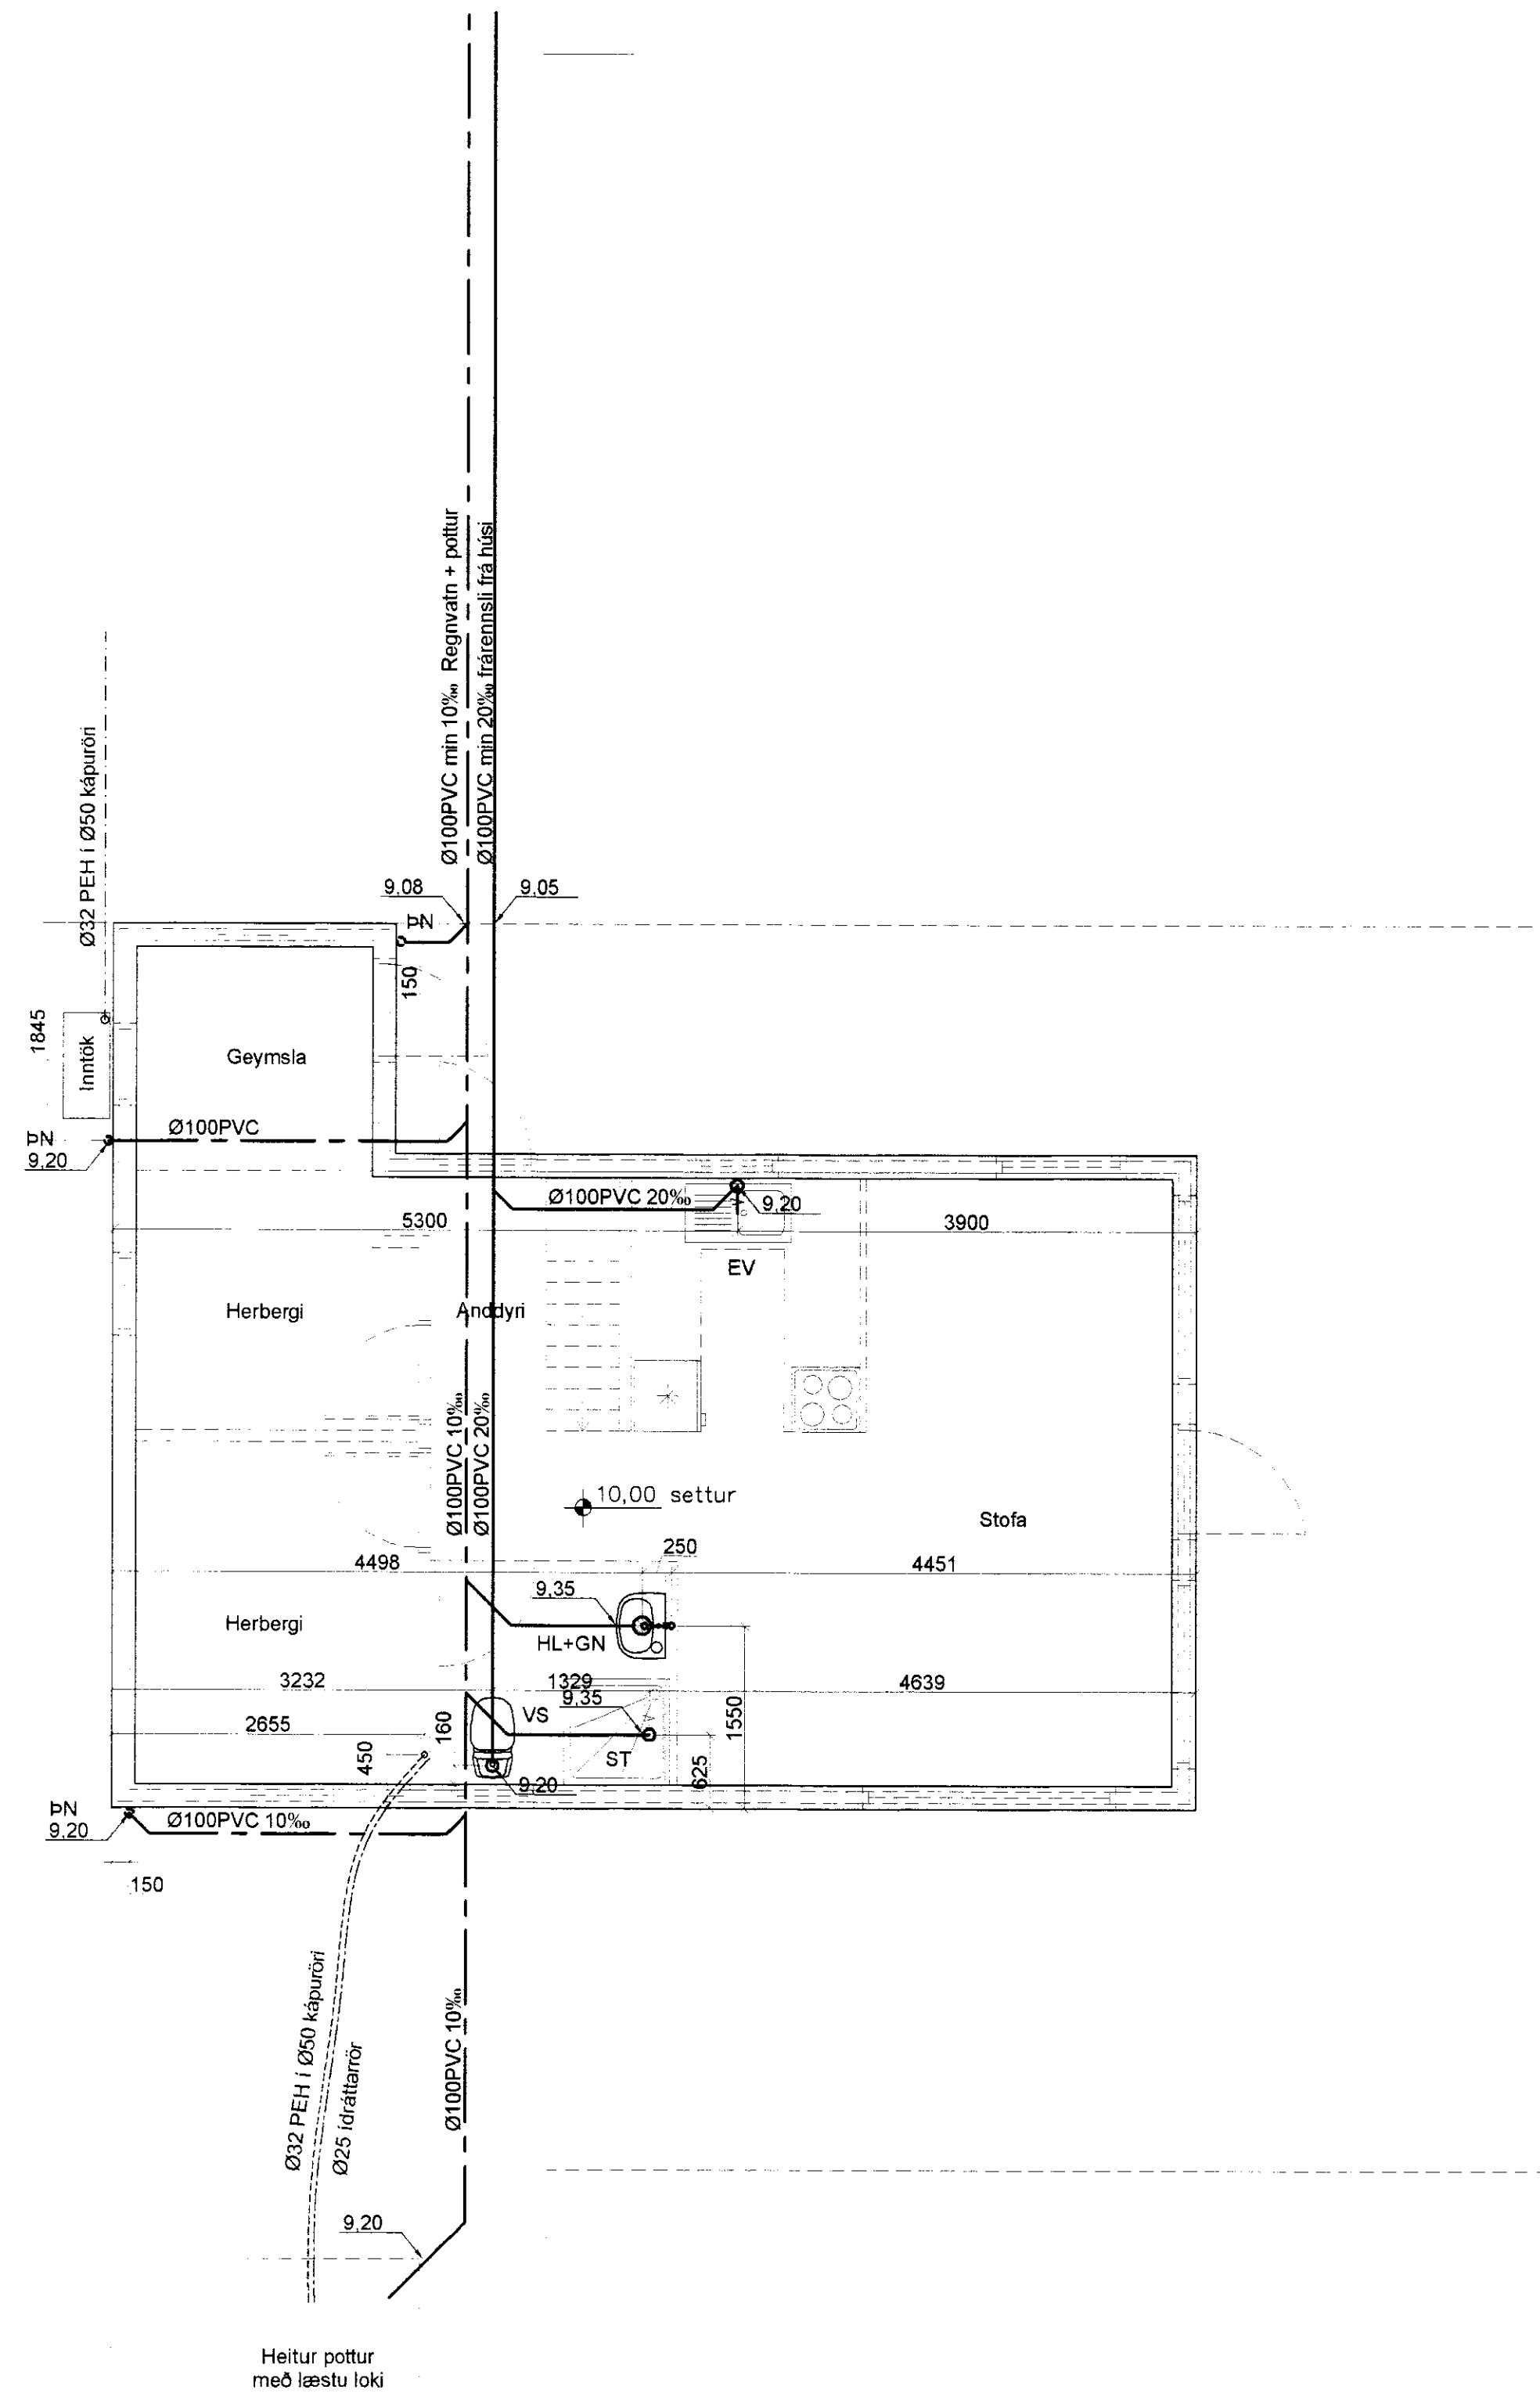 Ø100PVC min 10‰ Regnvatn + pottur
Ø100PVC min 20‰ frárennsli frá húsi
Ø32 PEH í Ø50 kápuröri
9,08
9,05
ÞN
150
1845
Inntök
Geymsla
Ø100PVC
ÞN
9,20
Ø100PVC 20‰
9,20
5300
3900
EV
Herbergi
Anddyri
Ø100PVC 10‰
Ø100PVC 20‰
10,00 settur
Stofa
250
4498
4451
9,35
Herbergi
HL+GN
3232
1329
4639
9,35
2655
160
VS
1550
450
ST
625
9,20
ÞN
9,20
Ø100PVC 10‰
150
Ø32 PEH í Ø50 kápuröri
Ø25 ídráttarrör
Ø100PVC 10‰
9,20
Heitur pottur
með læstu loki